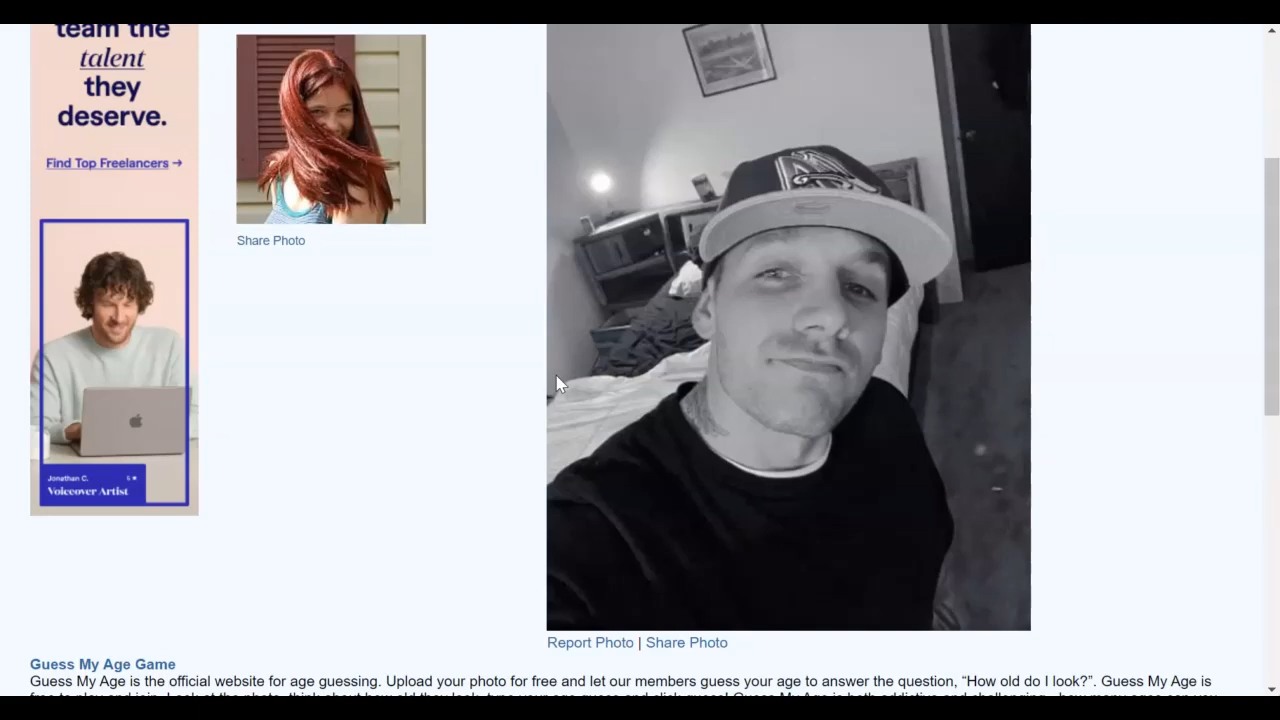 team the
talent
they
deserve.
Find Top Freelancers →
Jonathan C. 5 ★
Voiceover Artist
Share Photo
Report Photo | Share Photo
Guess My Age Game
Guess My Age is the official website for age guessing. Upload your photo for free and let our members guess your age to answer the question, “How old do I look?”. Guess My Age is